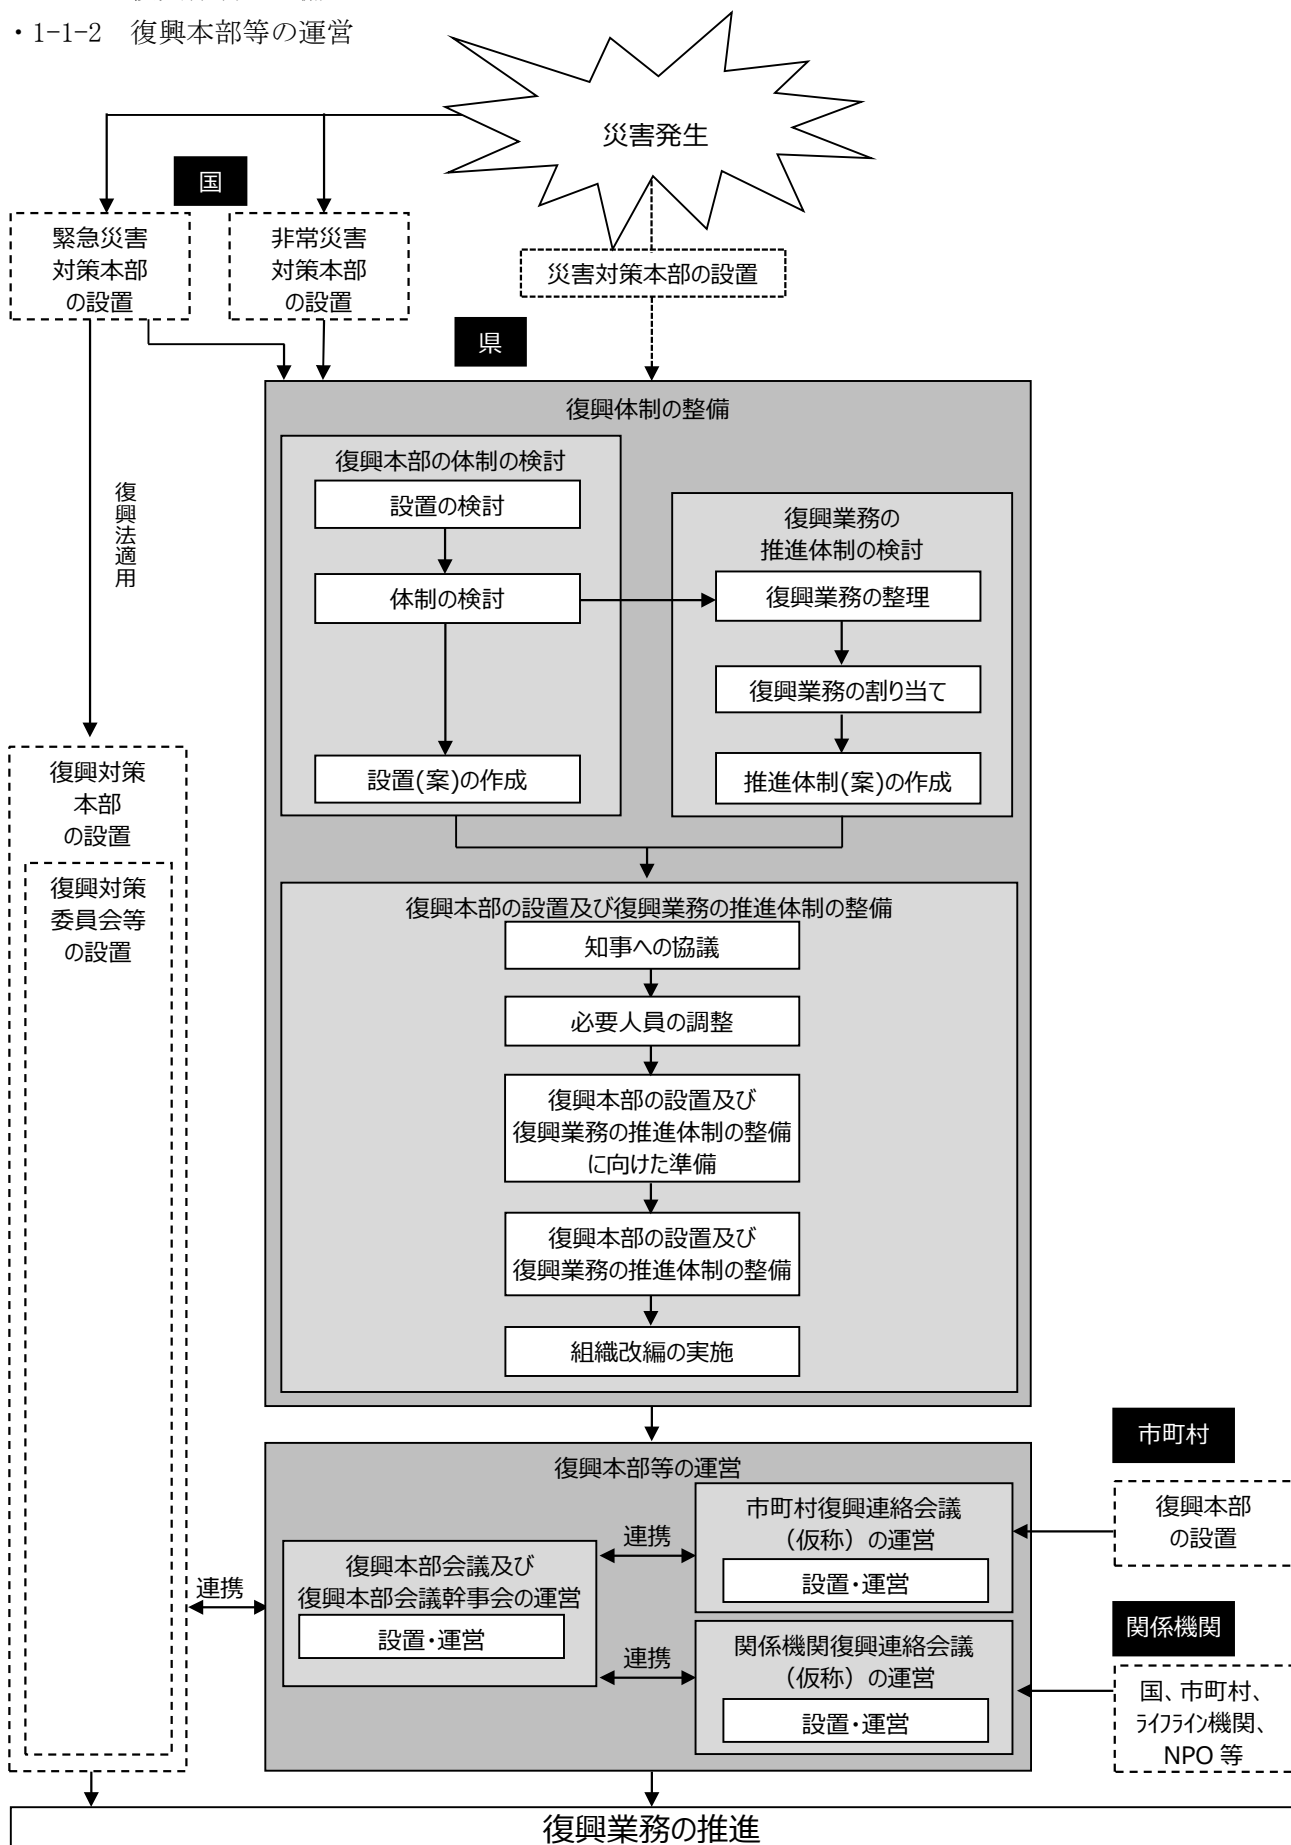 ・1-1-2 復興本部等の運営
災害発生
国
緊急災害
対策本部
の設置
非常災害
対策本部
の設置
災害対策本部の設置
県
復興法適用
復興体制の整備
復興本部の体制の検討
設置の検討
体制の検討
設置(案)の作成
復興業務の
推進体制の検討
復興業務の整理
復興業務の割り当て
推進体制(案)の作成
復興対策
本部
の設置
復興対策
委員会等
の設置
復興本部の設置及び復興業務の推進体制の整備
知事への協議
必要人員の調整
復興本部の設置及び
復興業務の推進体制の整備
に向けた準備
復興本部の設置及び
復興業務の推進体制の整備
組織改編の実施
市町村
復興本部
の設置
復興本部等の運営
市町村復興連絡会議
（仮称）の運営
設置・運営
連携
復興本部会議及び
復興本部会議幹事会の運営
設置・運営
連携
連携
関係機関復興連絡会議
（仮称）の運営
設置・運営
関係機関
国、市町村、
ﾗｲﾌﾗｲﾝ機関、
NPO 等
復興業務の推進